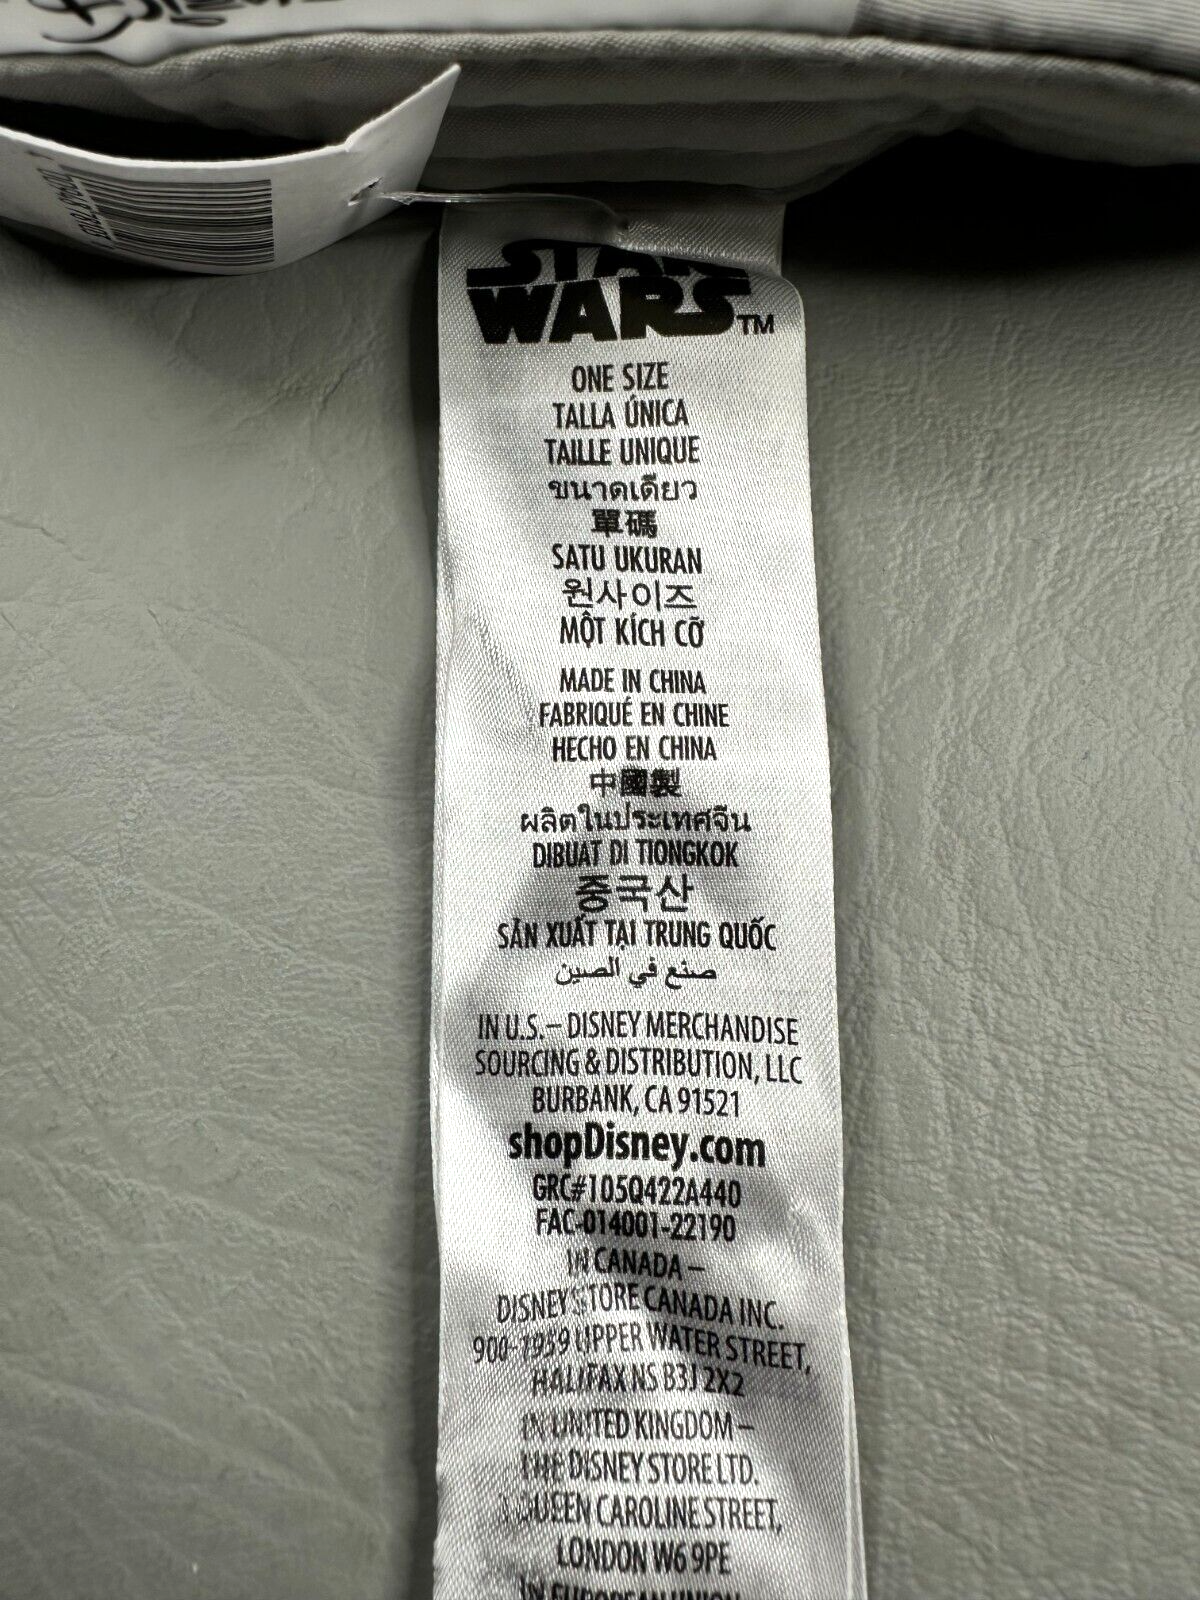 STAR
WARS™
ONE SIZE
TALLA ÚNICA
TAILLE UNIQUE
ขนาดเดียว
單碼
SATU UKURAN
원사이즈
MỘT KÍCH CỠ
MADE IN CHINA
FABRIQUÉ EN CHINE
HECHO EN CHINA
中國製
ผลิตในประเทศจีน
DIBUAT DI TIONGKOK
중국산
SẢN XUẤT TẠI TRUNG QUỐC
صنع في الصين
IN U.S. – DISNEY MERCHANDISE
SOURCING & DISTRIBUTION, LLC
BURBANK, CA 91521
shopDisney.com
GRC#105Q422A440
FAC-014001-22190
IN CANADA –
DISNEY STORE CANADA INC.
900-1959 UPPER WATER STREET,
HALIFAX NS B3J 2X2
IN UNITED KINGDOM –
THE DISNEY STORE LTD.
QUEEN CAROLINE STREET,
LONDON W6 9PE
IN EUROPEAN UNION